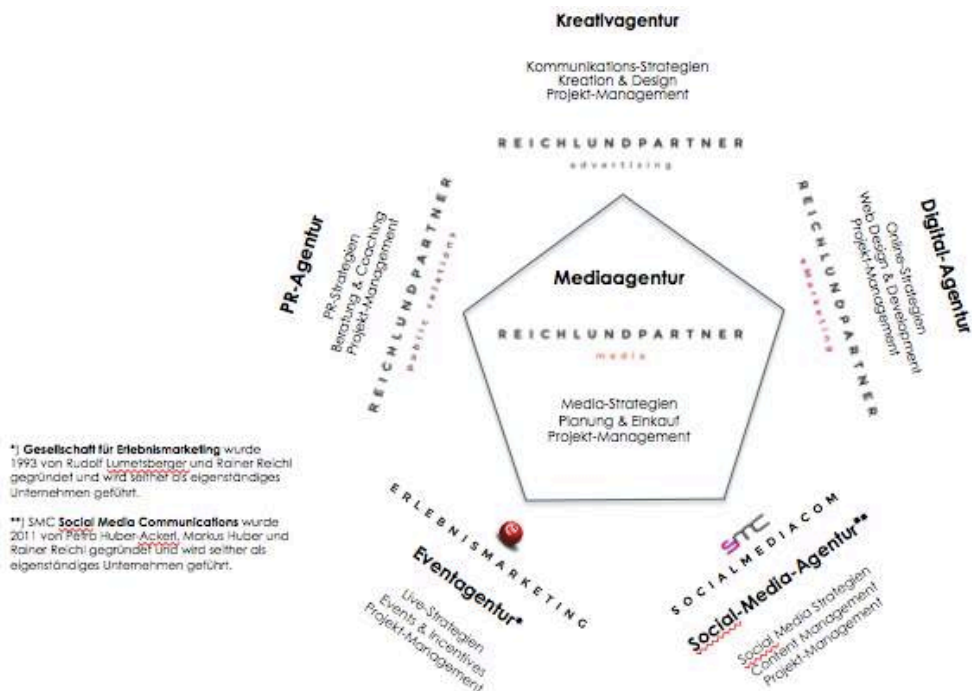 Kreativagentur
Kommunikations-Strategien
Kreation & Design
Projekt-Management
REICHLUNDPARTNER
advertising
PR-Agentur
PR-Strategien
Beratung & Coaching
Projekt-Management
REICHLUNDPARTNER
public relations
Mediaagentur
REICHLUNDPARTNER
media
Media-Strategien
Planung & Einkauf
Projekt-Management
Digital-Agentur
Online-Strategien
Web Design & Development
Projekt-Management
REICHLUNDPARTNER
eMarketing
*) Gesellschaft für Erlebnismarketing wurde
1993 von Rudolf Lumetsberger und Rainer Reichl
gegründet und wird seither als eigenständiges
Unternehmen geführt.
**) SMC Social Media Communications wurde
2011 von Petra Huber-Ackerl, Markus Huber und
Rainer Reichl gegründet und wird seither als
eigenständiges Unternehmen geführt.
ERLEBNISMARKETING
Eventagentur*
Live-Strategien
Events & Incentives
Projekt-Management
SMC
SOCIALMEDIACOM
Social-Media-Agentur**
Social Media Strategien
Content Management
Projekt-Management